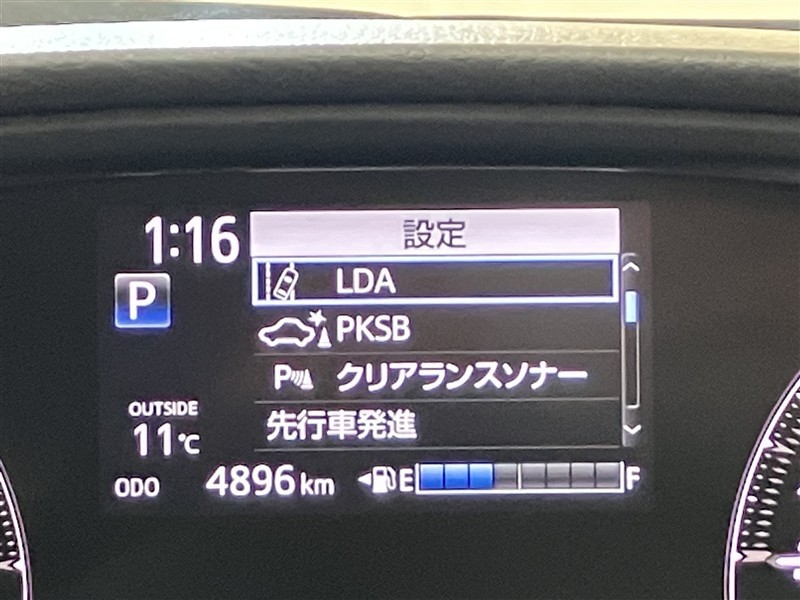 1:16
設定
P
LDA
PKSB
P クリアランスソナー
先行車発進
OUTSIDE
11℃
ODO 4896 km
E F